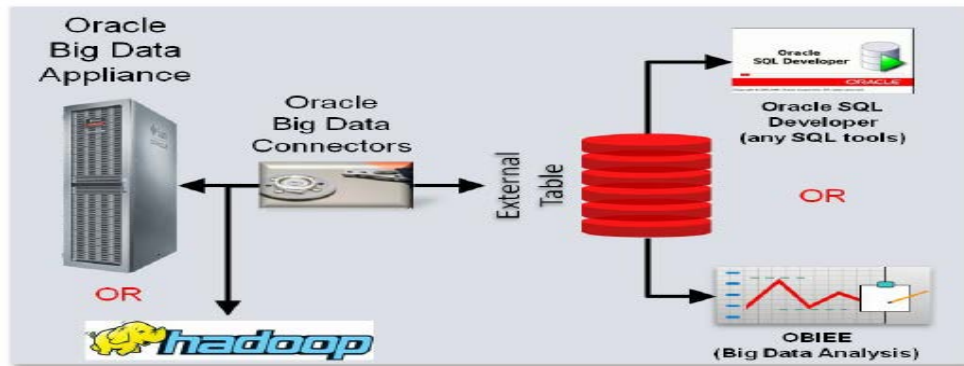 Oracle
Big Data
Appliance
Oracle
Big Data
Connectors
External
Table
Oracle
SQL Developer
ORACLE
Oracle SQL
Developer
(any SQL tools)
OR
OR
hadoop
OBIEE
(Big Data Analysis)